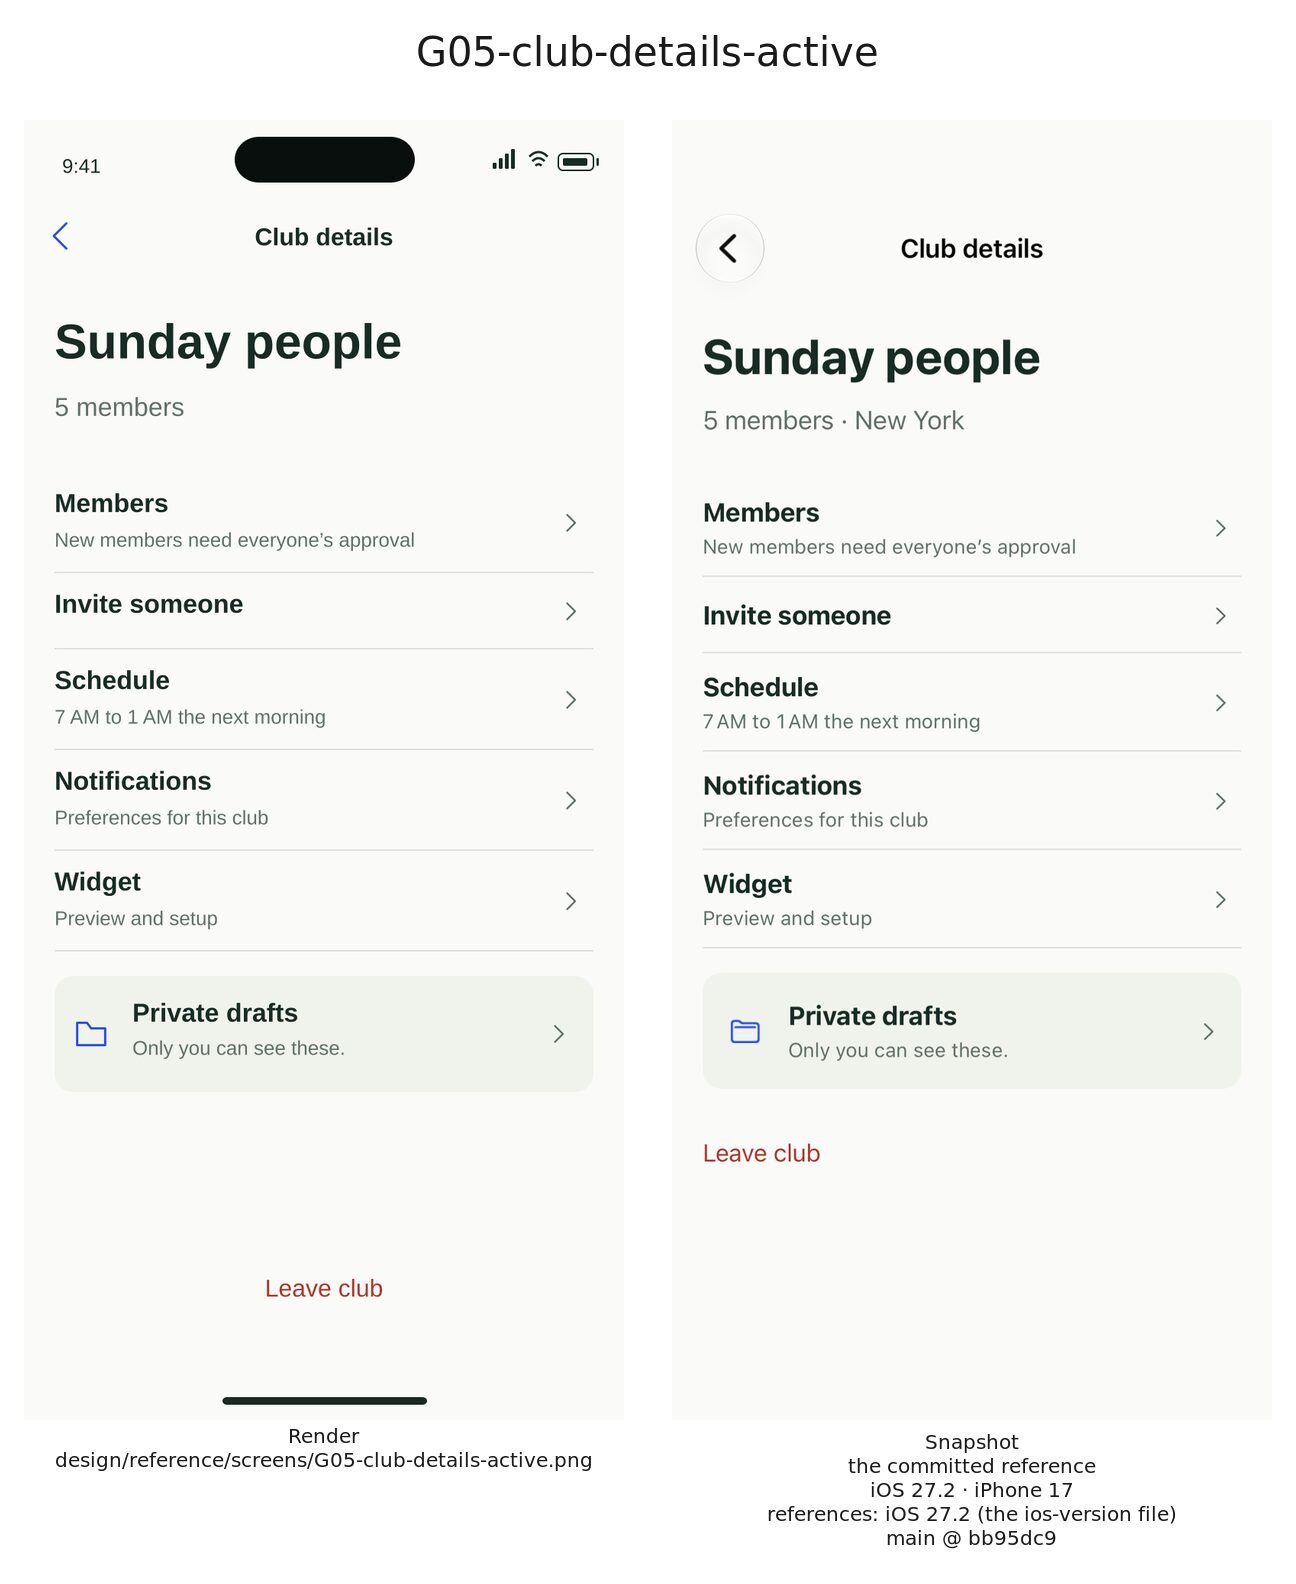 G05-club-details-active
9:41
Club details
Sunday people
5 members
Members
New members need everyone’s approval
Invite someone
Schedule
7 AM to 1 AM the next morning
Notifications
Preferences for this club
Widget
Preview and setup
Private drafts
Only you can see these.
Leave club
Render
design/reference/screens/G05-club-details-active.png
Club details
Sunday people
5 members · New York
Members
New members need everyone’s approval
Invite someone
Schedule
7 AM to 1 AM the next morning
Notifications
Preferences for this club
Widget
Preview and setup
Private drafts
Only you can see these.
Leave club
Snapshot
the committed reference
iOS 27.2 · iPhone 17
references: iOS 27.2 (the ios-version file)
main @ bb95dc9